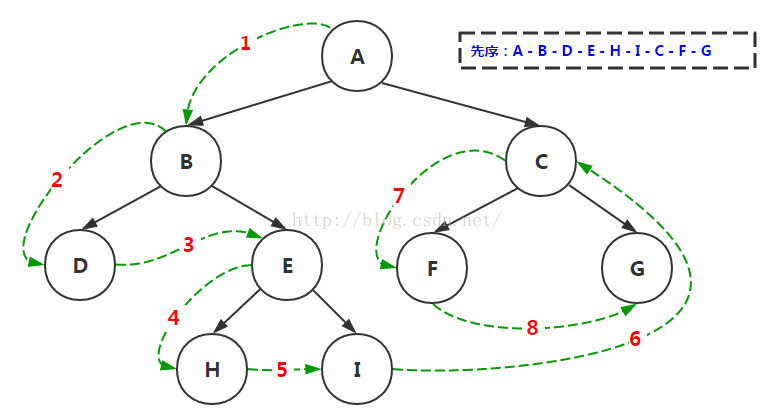 1
A
先序：A - B - D - E - H - I - C - F - G
B
C
2
7
http://blog.csdn.net/
3
D
E
F
G
4
8
6
H
5
I